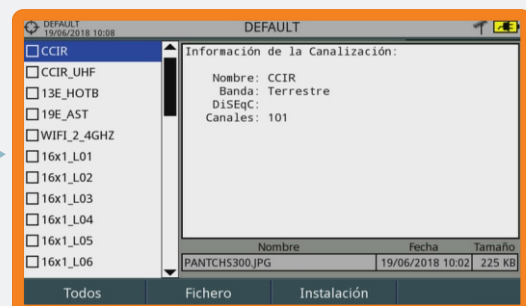 DEFAULT
19/06/2018 10:08
DEFAULT
CCIR
CCIR_UHF
13E_HOTB
19E_AST
WIFI_2_4GHZ
16x1_L01
16x1_L02
16x1_L03
16x1_L04
16x1_L05
16x1_L06
Información de la Canalización:
Nombre: CCIR
Banda: Terrestre
DiSEqC:
Canales: 101
Nombre Fecha Tamaño
PANTCHS300.JPG 19/06/2018 10:02 225 KB
Todos Fichero Instalación